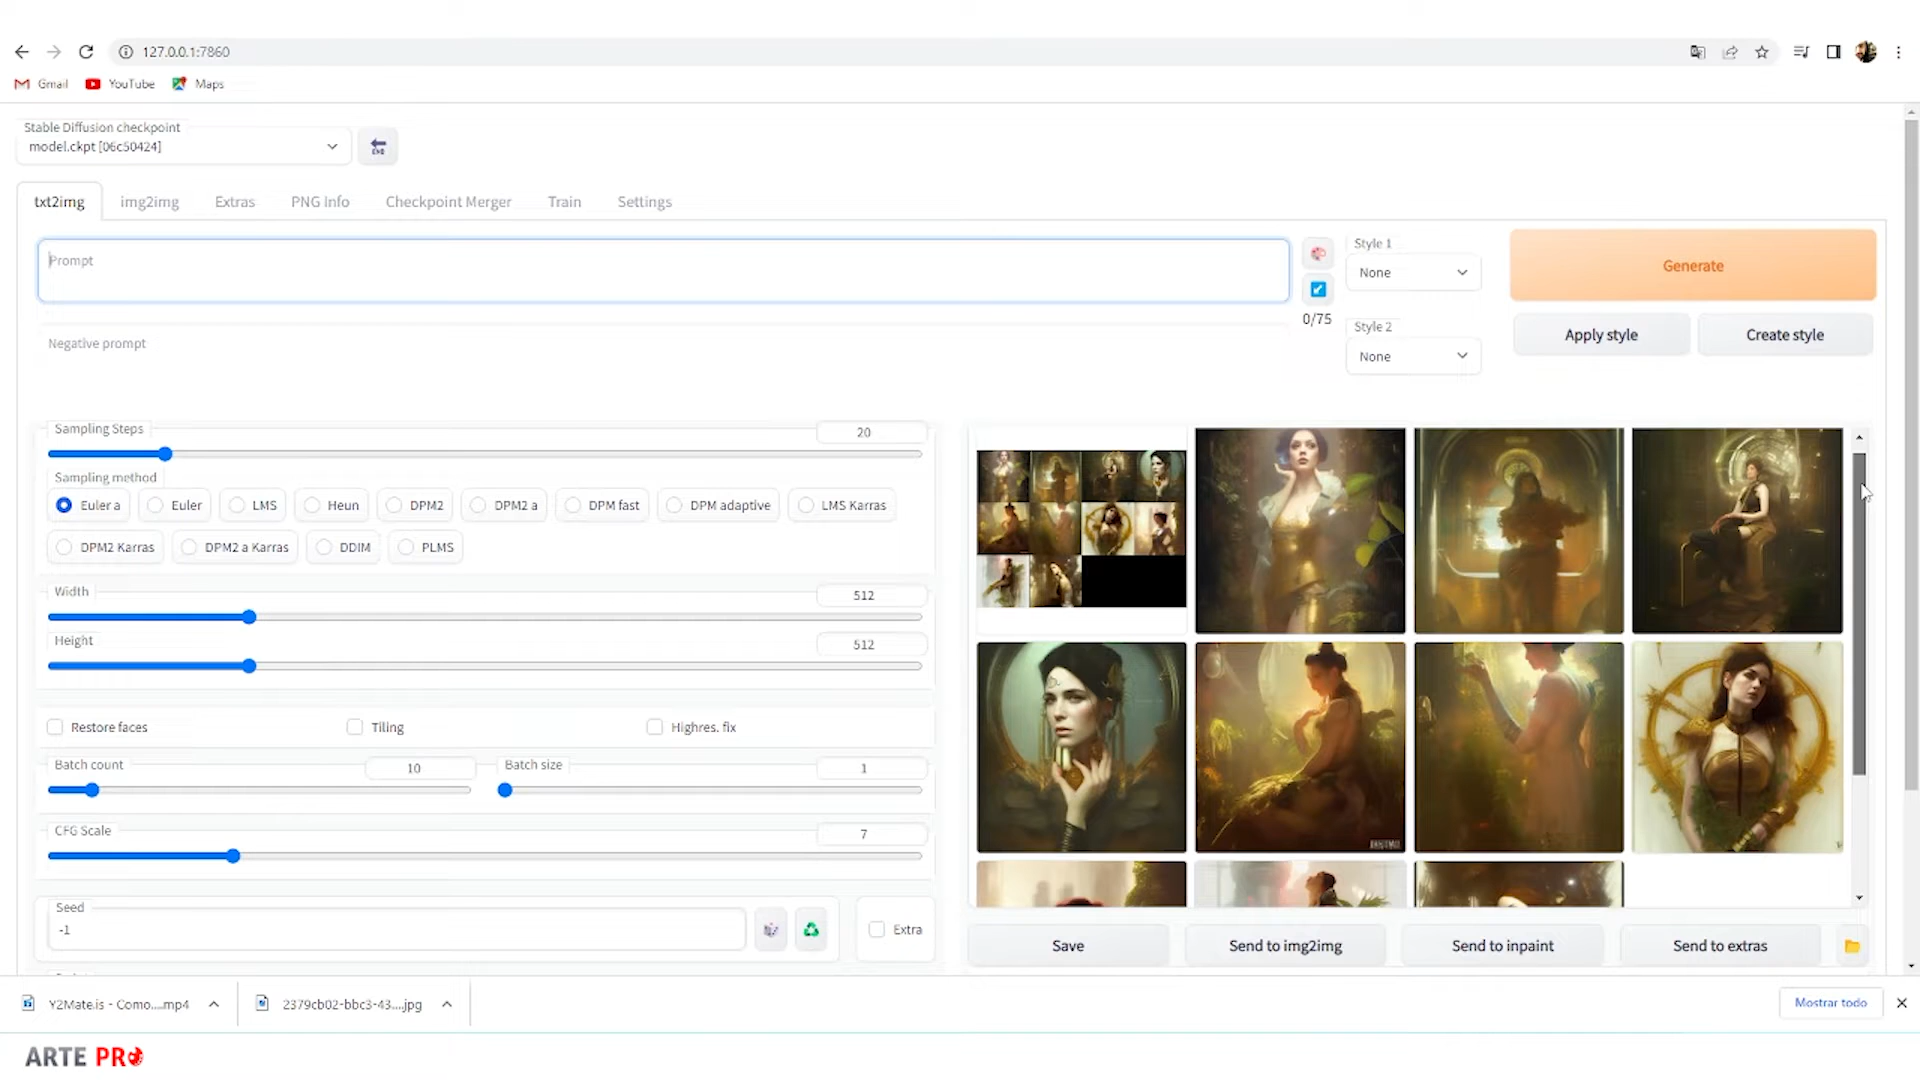 127.0.0.1:7860
Gmail YouTube Maps
Stable Diffusion checkpoint
model.ckpt [06c50424]
txt2img img2img Extras PNG Info Checkpoint Merger Train Settings
Prompt
0/75
Style 1
None
Generate
Negative prompt
Style 2
None
Apply style
Create style
Sampling Steps
20
Sampling method
Euler a Euler LMS Heun DPM2 DPM2 a DPM fast DPM adaptive LMS Karras
DPM2 Karras DPM2 a Karras DDIM PLMS
Width
512
Height
512
Restore faces Tiling Highres. fix
Batch count
10
Batch size
1
CFG Scale
7
Seed
-1
Extra
Save
Send to img2img
Send to inpaint
Send to extras
Y2Mate.is - Como....mp4
2379cb02-bbc3-43....jpg
Mostrar todo
ARTE PRO